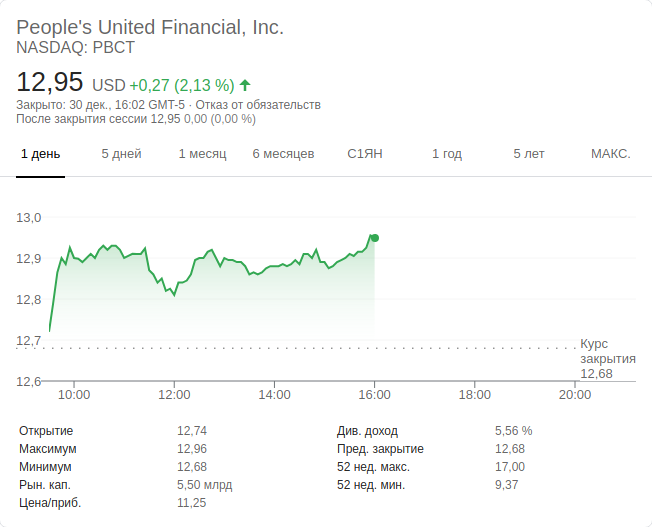 People's United Financial, Inc.
NASDAQ: PBCT
12,95 USD +0,27 (2,13 %)
Закрыто: 30 дек., 16:02 GMT-5 · Отказ от обязательств
После закрытия сессии 12,95 0,00 (0,00 %)
1 день 5 дней 1 месяц 6 месяцев С1ЯН 1 год 5 лет МАКС.
13,0
12,9
12,8
12,7
Курс
закрытия
12,68
12,6
10:00 12:00 14:00 16:00 18:00 20:00
Открытие 12,74 Див. доход 5,56 %
Максимум 12,96 Пред. закрытие 12,68
Минимум 12,68 52 нед. макс. 17,00
Рын. кап. 5,50 млрд 52 нед. мин. 9,37
Цена/приб. 11,25